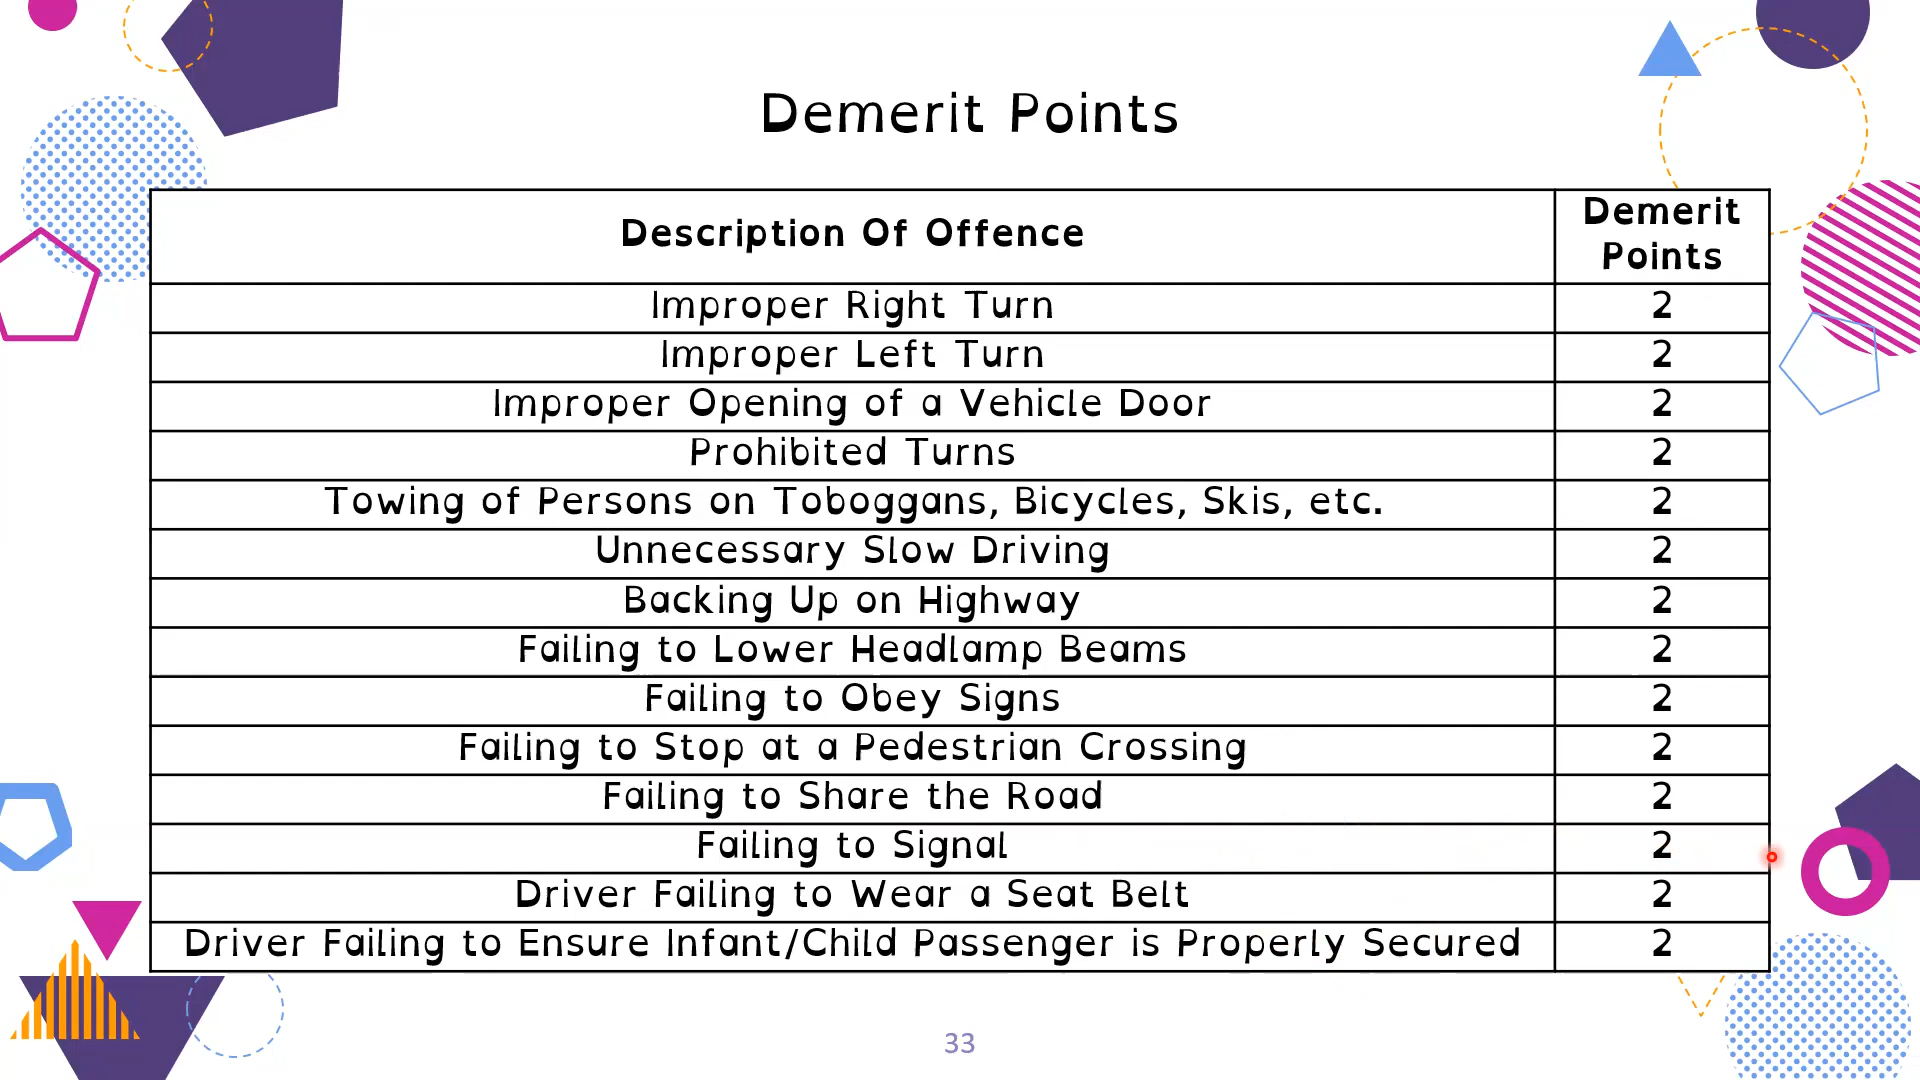 Demerit Points
Description Of Offence
Demerit
Points
Improper Right Turn 2
Improper Left Turn 2
Improper Opening of a Vehicle Door 2
Prohibited Turns 2
Towing of Persons on Toboggans, Bicycles, Skis, etc. 2
Unnecessary Slow Driving 2
Backing Up on Highway 2
Failing to Lower Headlamp Beams 2
Failing to Obey Signs 2
Failing to Stop at a Pedestrian Crossing 2
Failing to Share the Road 2
Failing to Signal 2
Driver Failing to Wear a Seat Belt 2
Driver Failing to Ensure Infant/Child Passenger is Properly Secured 2
33